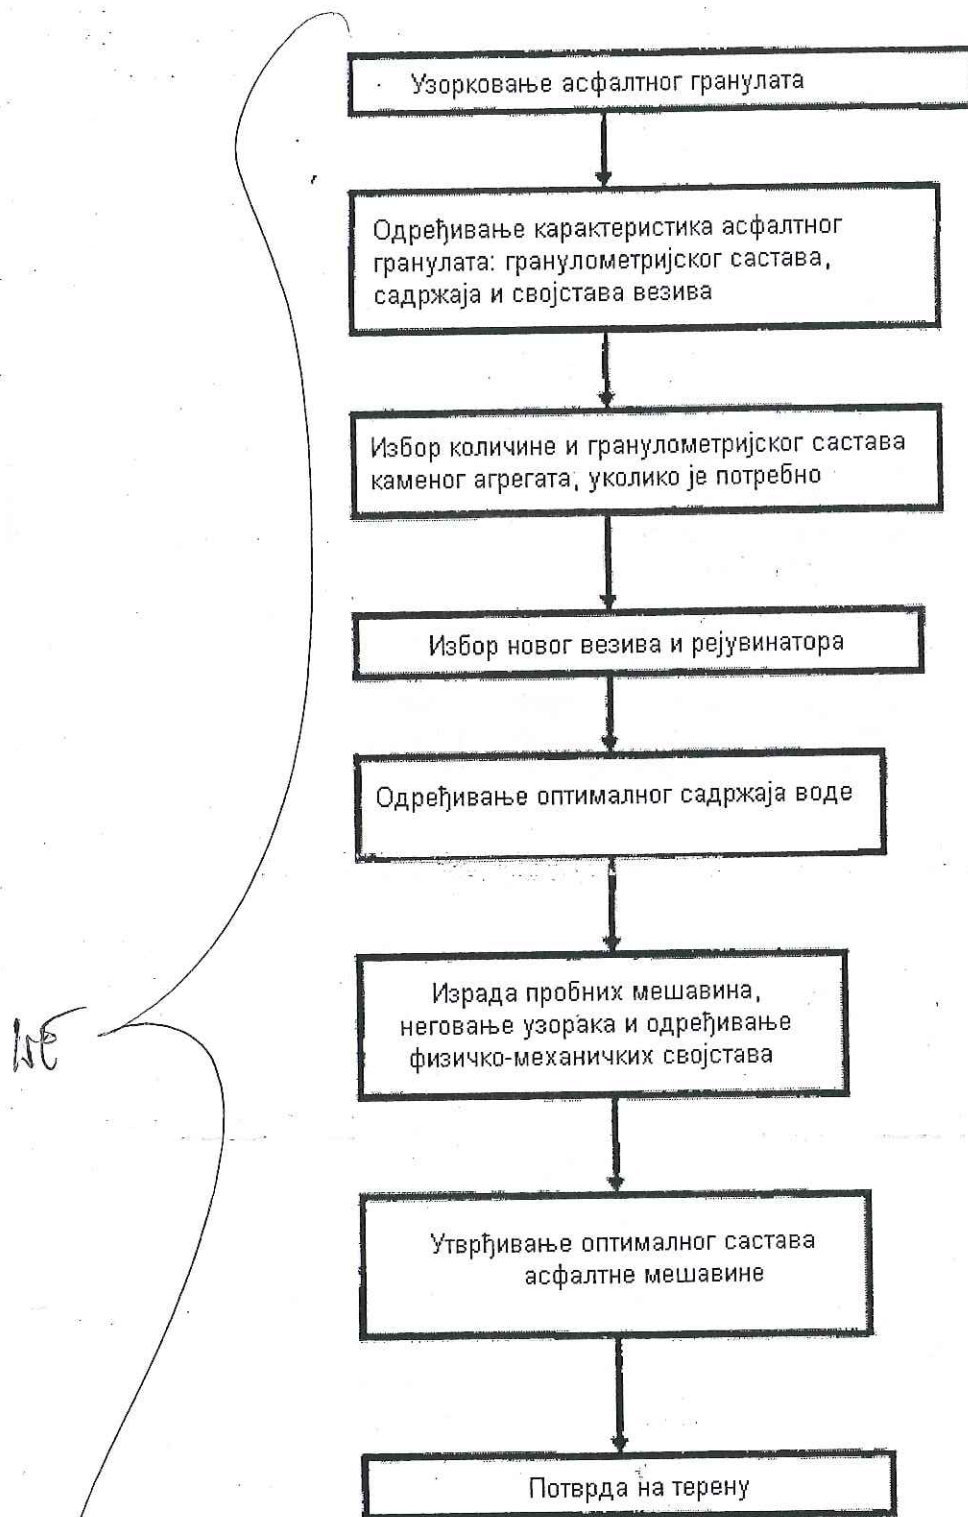 Узорковање асфалтног гранулата
Одређивање карактеристика асфалтног
гранулата: гранулометријског састава,
садржаја и својстава везива
Избор количине и гранулометријског састава
каменог агрегата, уколико је потребно
Избор новог везива и рејувинатора
Одређивање оптималног садржаја воде
Израда пробних мешавина,
неговање узорака и одређивање
физичко-механичких својстава
Утврђивање оптималног састава
асфалтне мешавине
Потврда на терену